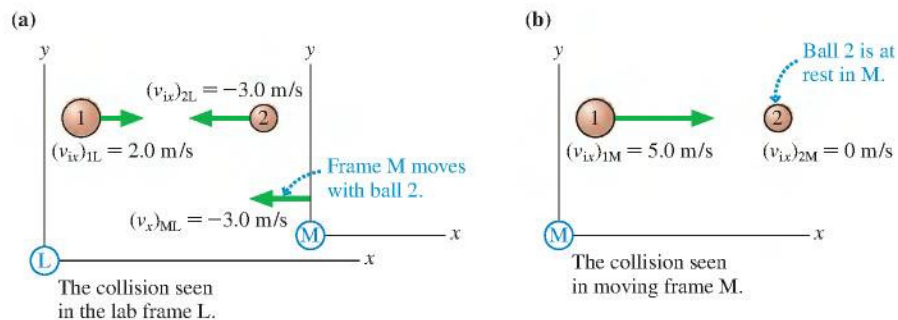 (a)
y
y
(v_ix)_2L = −3.0 m/s
1
2
(v_ix)_1L = 2.0 m/s
Frame M moves
with ball 2.
(v_x)_ML = −3.0 m/s
M
x
L
x
The collision seen
in the lab frame L.
(b)
y
Ball 2 is at
rest in M.
1
2
(v_ix)_1M = 5.0 m/s
(v_ix)_2M = 0 m/s
M
x
The collision seen
in moving frame M.